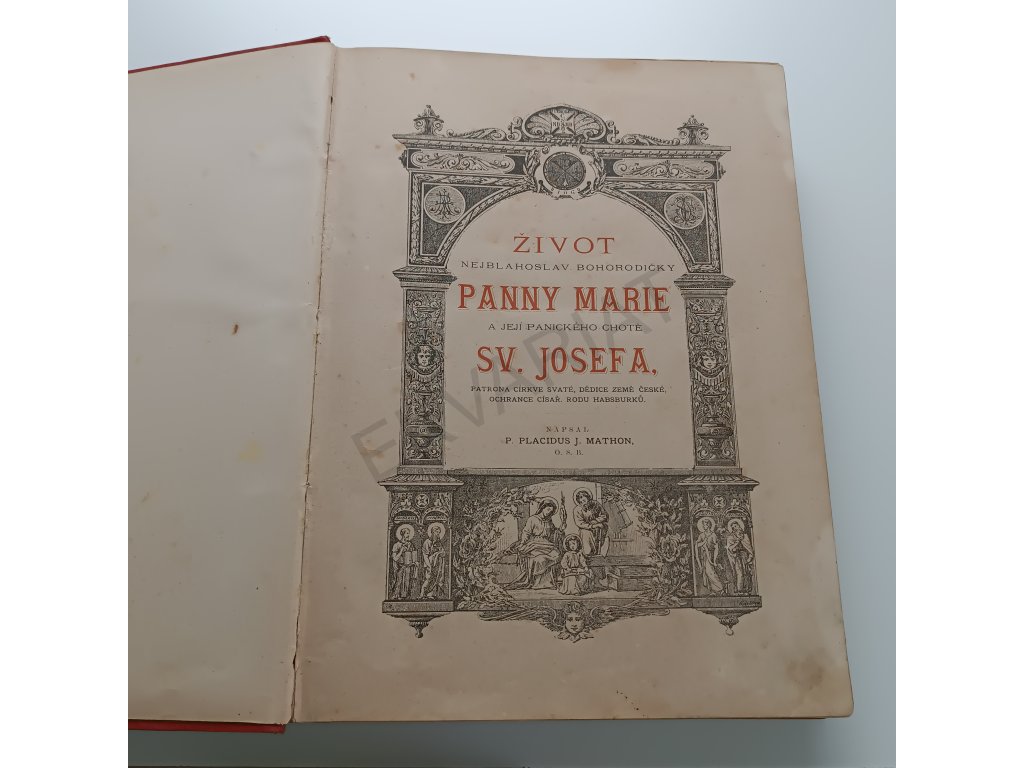 ŽIVOT
NEJBLAHOSLAV. BOHORODIČKY
PANNY MARIE
A JEJÍ PANICKÉHO CHOTĚ
SV. JOSEFA,
PATRONA CÍRKVE SVATÉ, DĚDICE ZEMĚ ČESKÉ,
OCHRANCE CÍSAŘ. RODU HABSBURKŮ.
NAPSAL
P. PLACIDUS J. MATHON,
O. S. B.
EKVARIAT